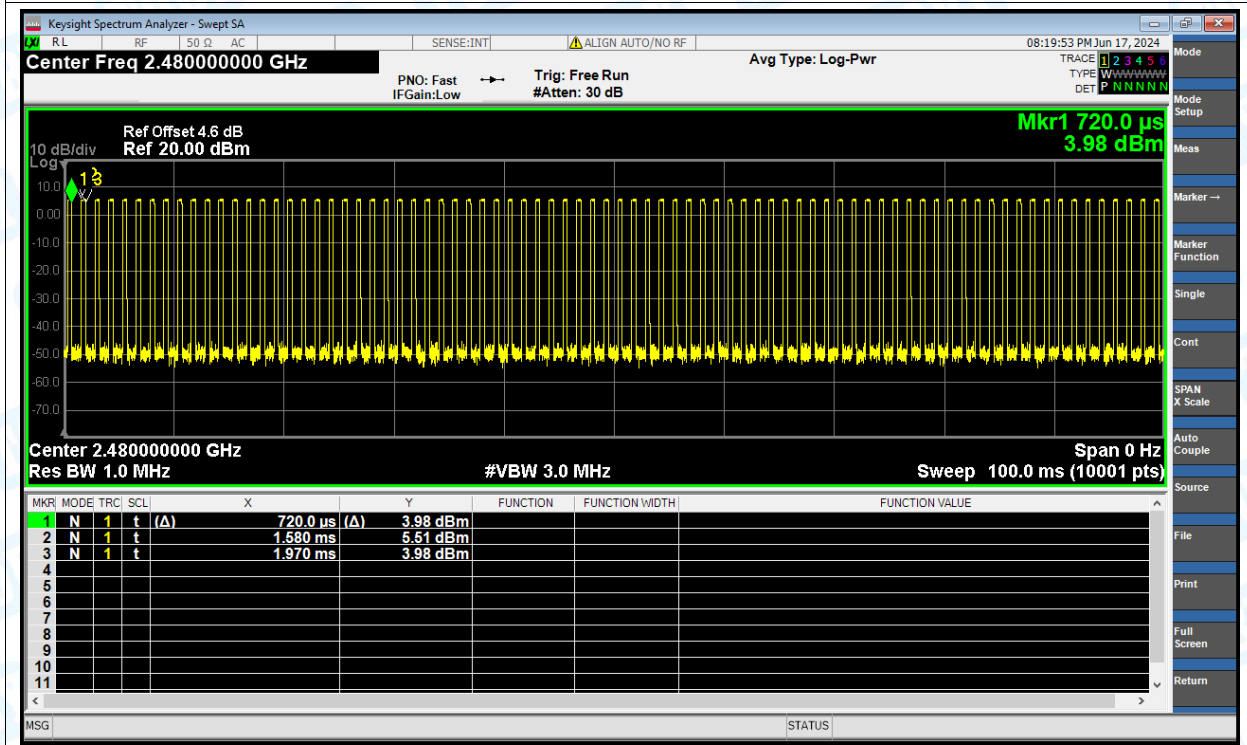 Keysight Spectrum Analyzer - Swept SA
LXI RL RF 50 Ω AC SENSE:INT ALIGN AUTO/NO RF 08:19:53 PM Jun 17, 2024
Center Freq 2.480000000 GHz Avg Type: Log-Pwr TRACE 1 2 3 4 5 6
PNO: Fast Trig: Free Run TYPE WWWWWW
IFGain:Low #Atten: 30 dB DET P N N N N N
Mkr1 720.0 µs
3.98 dBm
Ref Offset 4.6 dB
10 dB/div Ref 20.00 dBm
Log
1 3
10.0
0.00
-10.0
-20.0
-30.0
-40.0
-50.0
-60.0
-70.0
Center 2.480000000 GHz Span 0 Hz
Res BW 1.0 MHz #VBW 3.0 MHz Sweep 100.0 ms (10001 pts)
MKR MODE TRC SCL X Y FUNCTION FUNCTION WIDTH FUNCTION VALUE
1 N 1 t (Δ) 720.0 µs (Δ) 3.98 dBm
2 N 1 t 1.580 ms 5.51 dBm
3 N 1 t 1.970 ms 3.98 dBm
4
5
6
7
8
9
10
11
MSG STATUS
Mode
Mode
Setup
Meas
Marker →
Marker
Function
Single
Cont
SPAN
X Scale
Auto
Couple
Source
File
Print
Full
Screen
Return